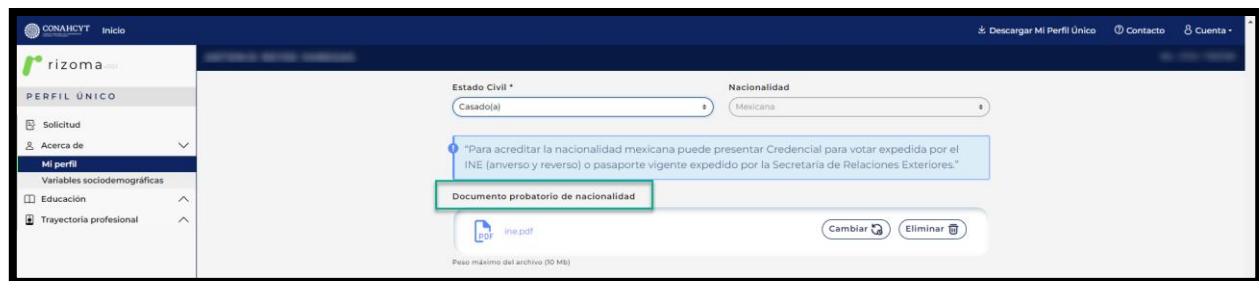 CONAHCYT Inicio
Descargar Mi Perfil Único Contacto Cuenta
rizoma
PERFIL ÚNICO
Solicitud
Acerca de
Mi perfil
Variables sociodemográficas
Educación
Trayectoria profesional
Estado Civil * Nacionalidad
Casado(a) Mexicana
"Para acreditar la nacionalidad mexicana puede presentar Credencial para votar expedida por el
INE (anverso y reverso) o pasaporte vigente expedido por la Secretaría de Relaciones Exteriores."
Documento probatorio de nacionalidad
PDF ine.pdf Cambiar Eliminar
Peso máximo del archivo (10 Mb)